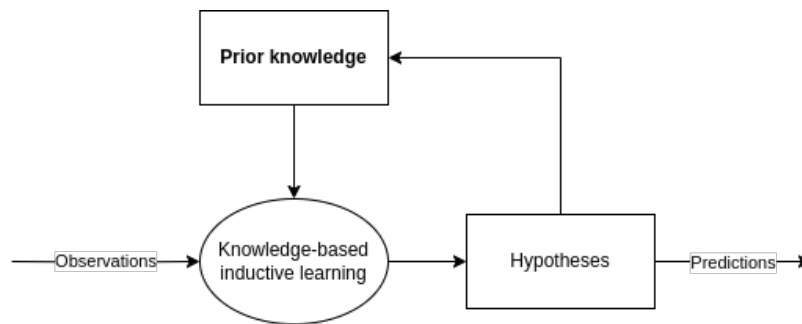 Prior knowledge
Observations
Knowledge-based
inductive learning
Hypotheses
Predictions